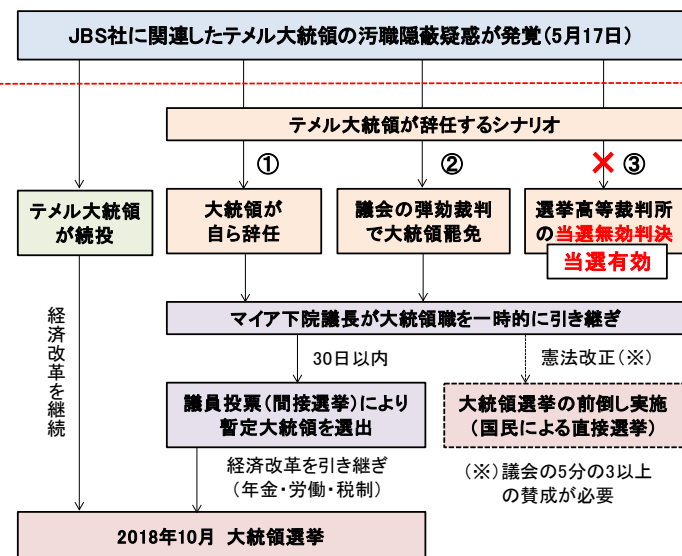 JBS社に関連したテメル大統領の汚職隠蔽疑惑が発覚(5月17日)
テメル大統領が辞任するシナリオ
①
②
× ③
テメル大統領
が続投
大統領が
自ら辞任
議会の弾劾裁判
で大統領罷免
選挙高等裁判所
の当選無効判決
当選有効
マイア下院議長が大統領職を一時的に引き継ぎ
経済改革を継続
30日以内
憲法改正(※)
議員投票(間接選挙)により
暫定大統領を選出
大統領選挙の前倒し実施
(国民による直接選挙)
経済改革を引き継ぎ
(年金・労働・税制)
(※)議会の5分の3以上
の賛成が必要
2018年10月 大統領選挙